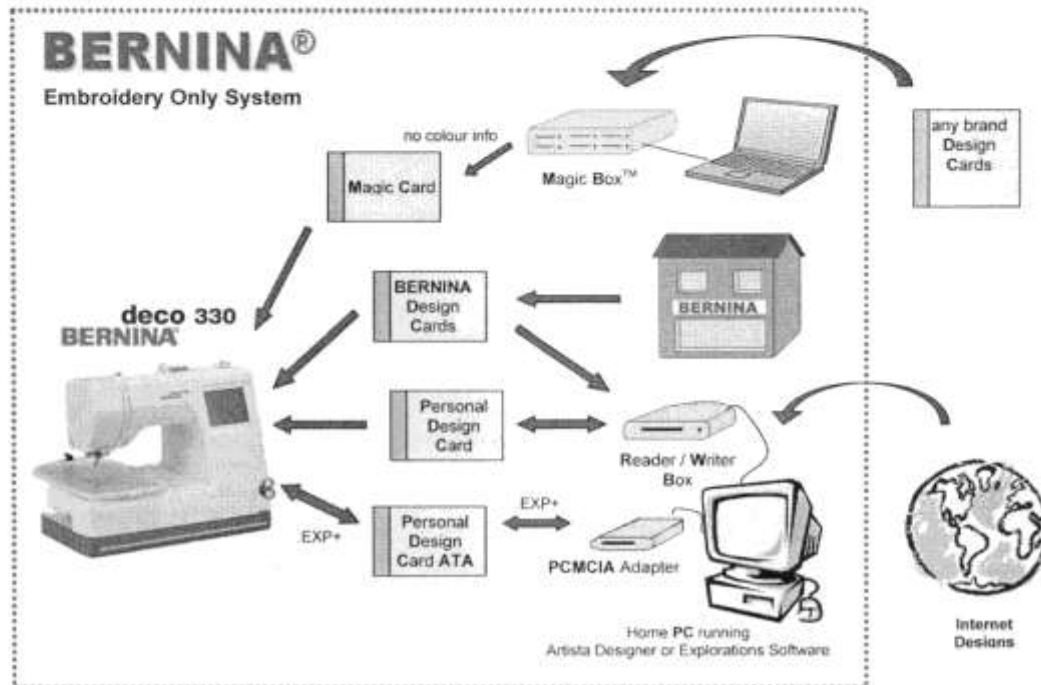 BERNINA®
Embroidery Only System
no colour info
Magic Card
Magic Box™
any brand
Design
Cards
BERNINA
Design
Cards
BERNINA
deco 330
BERNINA®
Personal
Design
Card
Reader / Writer
Box
EXP+
EXP+
Personal
Design
Card ATA
PCMCIA Adapter
Home PC running
Artista Designer or Explorations Software
Internet
Designs